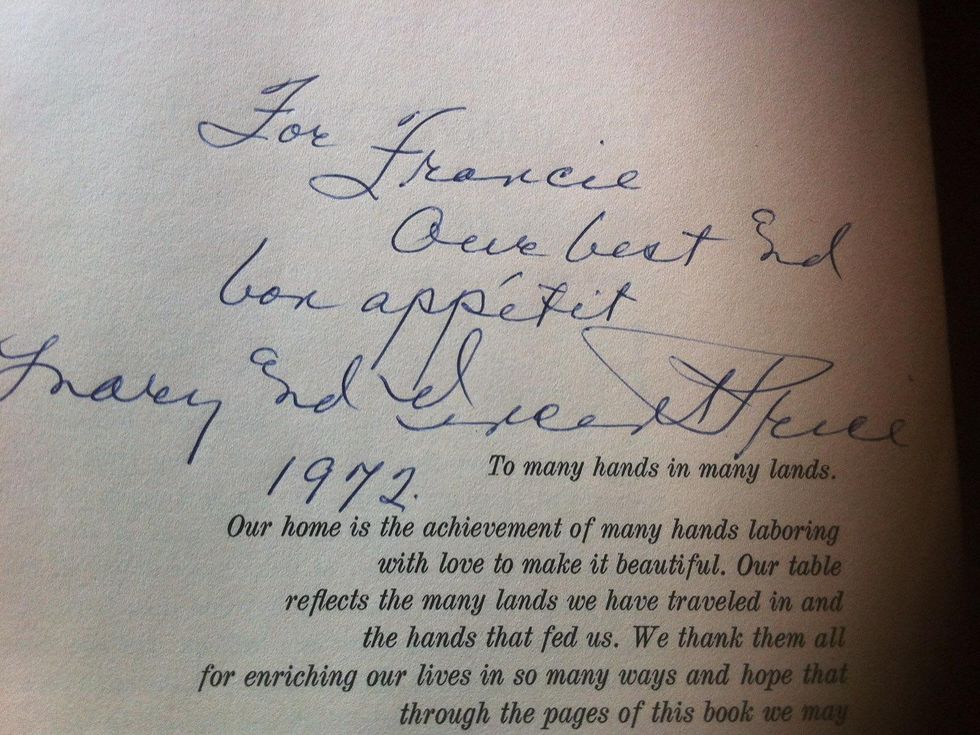 For Francie
Our best and
bon appétit
Mary and Vincent Price
1972.
To many hands in many lands.
Our home is the achievement of many hands laboring
with love to make it beautiful. Our table
reflects the many lands we have traveled in and
the hands that fed us. We thank them all
for enriching our lives in so many ways and hope that
through the pages of this book we may